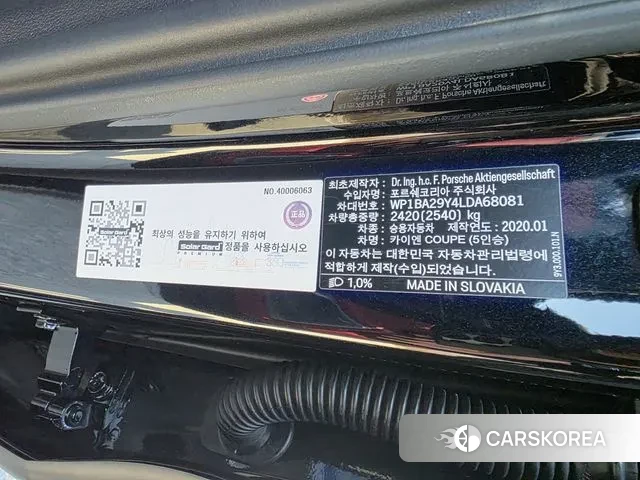 NO.40006063
정품
최상의 성능을 유지하기 위하여
Solar Gard 정품을 사용하십시오
PREMIUM
최초제작자: Dr. Ing. h.c. F. Porsche Aktiengesellschaft
수입자명: 포르쉐코리아 주식회사
차대번호: WP1BA29Y4LDA68081
차량총중량: 2420(2540) kg
차종: 승용자동차 제작연도: 2020.01
차명: 카이엔 COUPE (5인승)
이 자동차는 대한민국 자동차관리법령에
적합하게 제작(수입)되었습니다.
1,0% MADE IN SLOVAKIA
9Y3.000.101.N
CARSKOREA